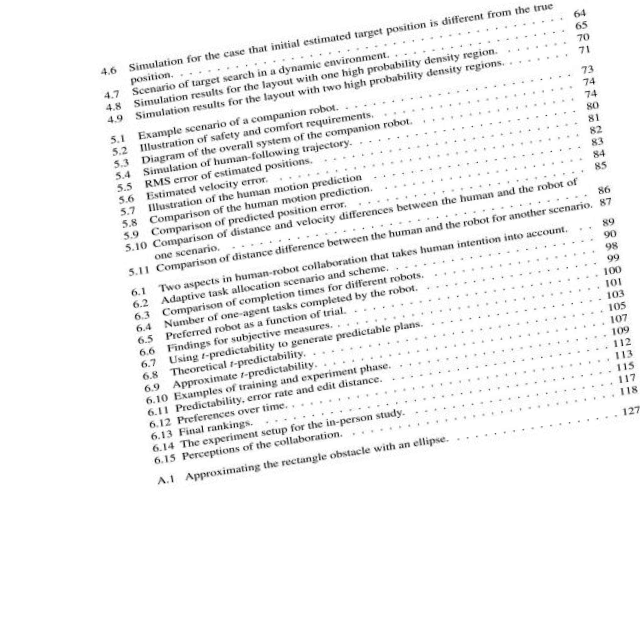 4.6 Simulation for the case that initial estimated target position is different from the true
position. . . . . . . . . . . . . . . . . . . . 64
4.7 Scenario of target search in a dynamic environment. . . . . . . . . . 65
4.8 Simulation results for the layout with one high probability density region. . . . . . 70
4.9 Simulation results for the layout with two high probability density regions. . . . . . 71
5.1 Example scenario of a companion robot. . . . . . . . . . 73
5.2 Illustration of safety and comfort requirements. . . . . . . . . . 74
5.3 Diagram of the overall system of the companion robot. . . . . . . . . . 74
5.4 Simulation of human-following trajectory. . . . . . . . . . 80
5.5 RMS error of estimated positions. . . . . . . . . . 81
5.6 Estimated velocity error. . . . . . . . . . 82
5.7 Illustration of the human motion prediction . . . . . . . . . . 83
5.8 Comparison of the human motion prediction. . . . . . . . . . 84
5.9 Comparison of predicted position error. . . . . . . . . . 85
5.10 Comparison of distance and velocity differences between the human and the robot of
one scenario. . . . . . . . . . 86
5.11 Comparison of distance difference between the human and the robot for another scenario. 87
6.1 Two aspects in human-robot collaboration that takes human intention into account. . . . 89
6.2 Adaptive task allocation scenario and scheme. . . . . . . . . . 90
6.3 Comparison of completion times for different robots. . . . . . . . . . 98
6.4 Number of one-agent tasks completed by the robot. . . . . . . . . . 99
6.5 Preferred robot as a function of trial. . . . . . . . . . 100
6.6 Findings for subjective measures. . . . . . . . . . 101
6.7 Using t-predictability to generate predictable plans. . . . . . . . . . 103
6.8 Theoretical t-predictability. . . . . . . . . . 105
6.9 Approximate t-predictability. . . . . . . . . . 107
6.10 Examples of training and experiment phase. . . . . . . . . . 109
6.11 Predictability, error rate and edit distance. . . . . . . . . . 112
6.12 Preferences over time. . . . . . . . . . 113
6.13 Final rankings. . . . . . . . . . 115
6.14 The experiment setup for the in-person study. . . . . . . . . . 117
6.15 Perceptions of the collaboration. . . . . . . . . . 118
A.1 Approximating the rectangle obstacle with an ellipse. . . . . . . . . . 127